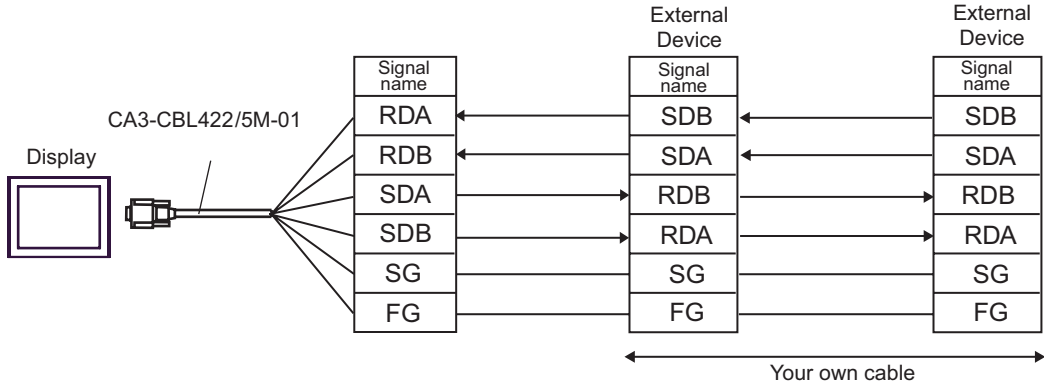 External
Device
External
Device
Signal
name
Signal
name
Signal
name
CA3-CBL422/5M-01
Display
RDA
SDB
SDB
RDB
SDA
SDA
SDA
RDB
RDB
SDB
RDA
RDA
SG
SG
SG
FG
FG
FG
Your own cable